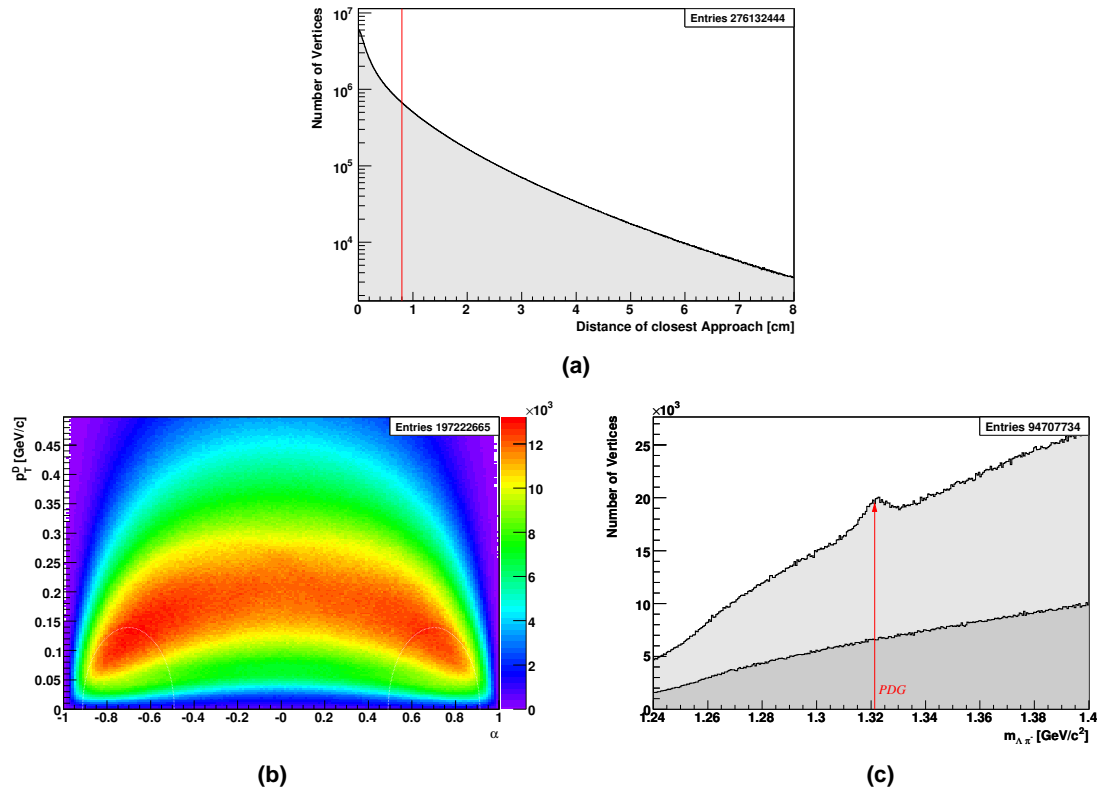 Entries 276132444
Number of Vertices
10^7
10^6
10^5
10^4
0 1 2 3 4 5 6 7 8
Distance of closest Approach [cm]
(a)
×10^3
Entries 197222665
p_T^D [GeV/c]
0.45
0.4
0.35
0.3
0.25
0.2
0.15
0.1
0.05
0
-1 -0.8 -0.6 -0.4 -0.2 -0 0.2 0.4 0.6 0.8 1
α
12
10
8
6
4
2
0
(b)
×10^3
Entries 94707734
Number of Vertices
25
20
15
10
5
0
PDG
1.24 1.26 1.28 1.3 1.32 1.34 1.36 1.38 1.4
m_{Λ π^-} [GeV/c^2]
(c)